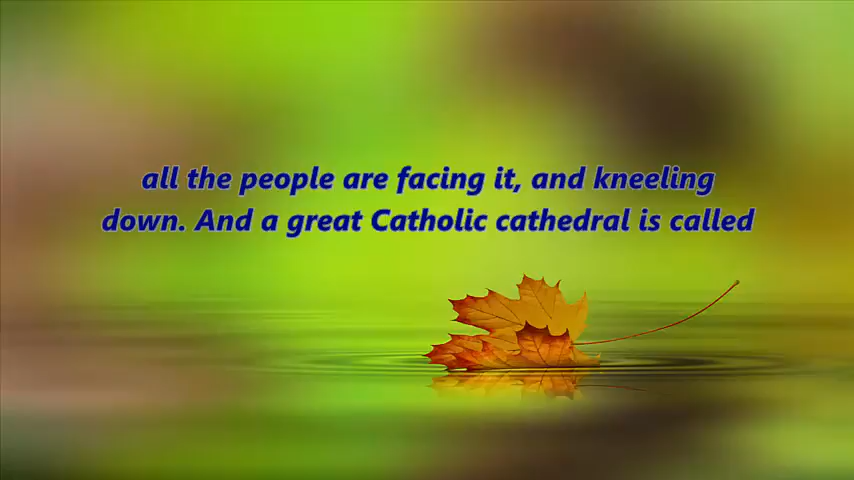 all the people are facing it, and kneeling
down. And a great Catholic cathedral is called